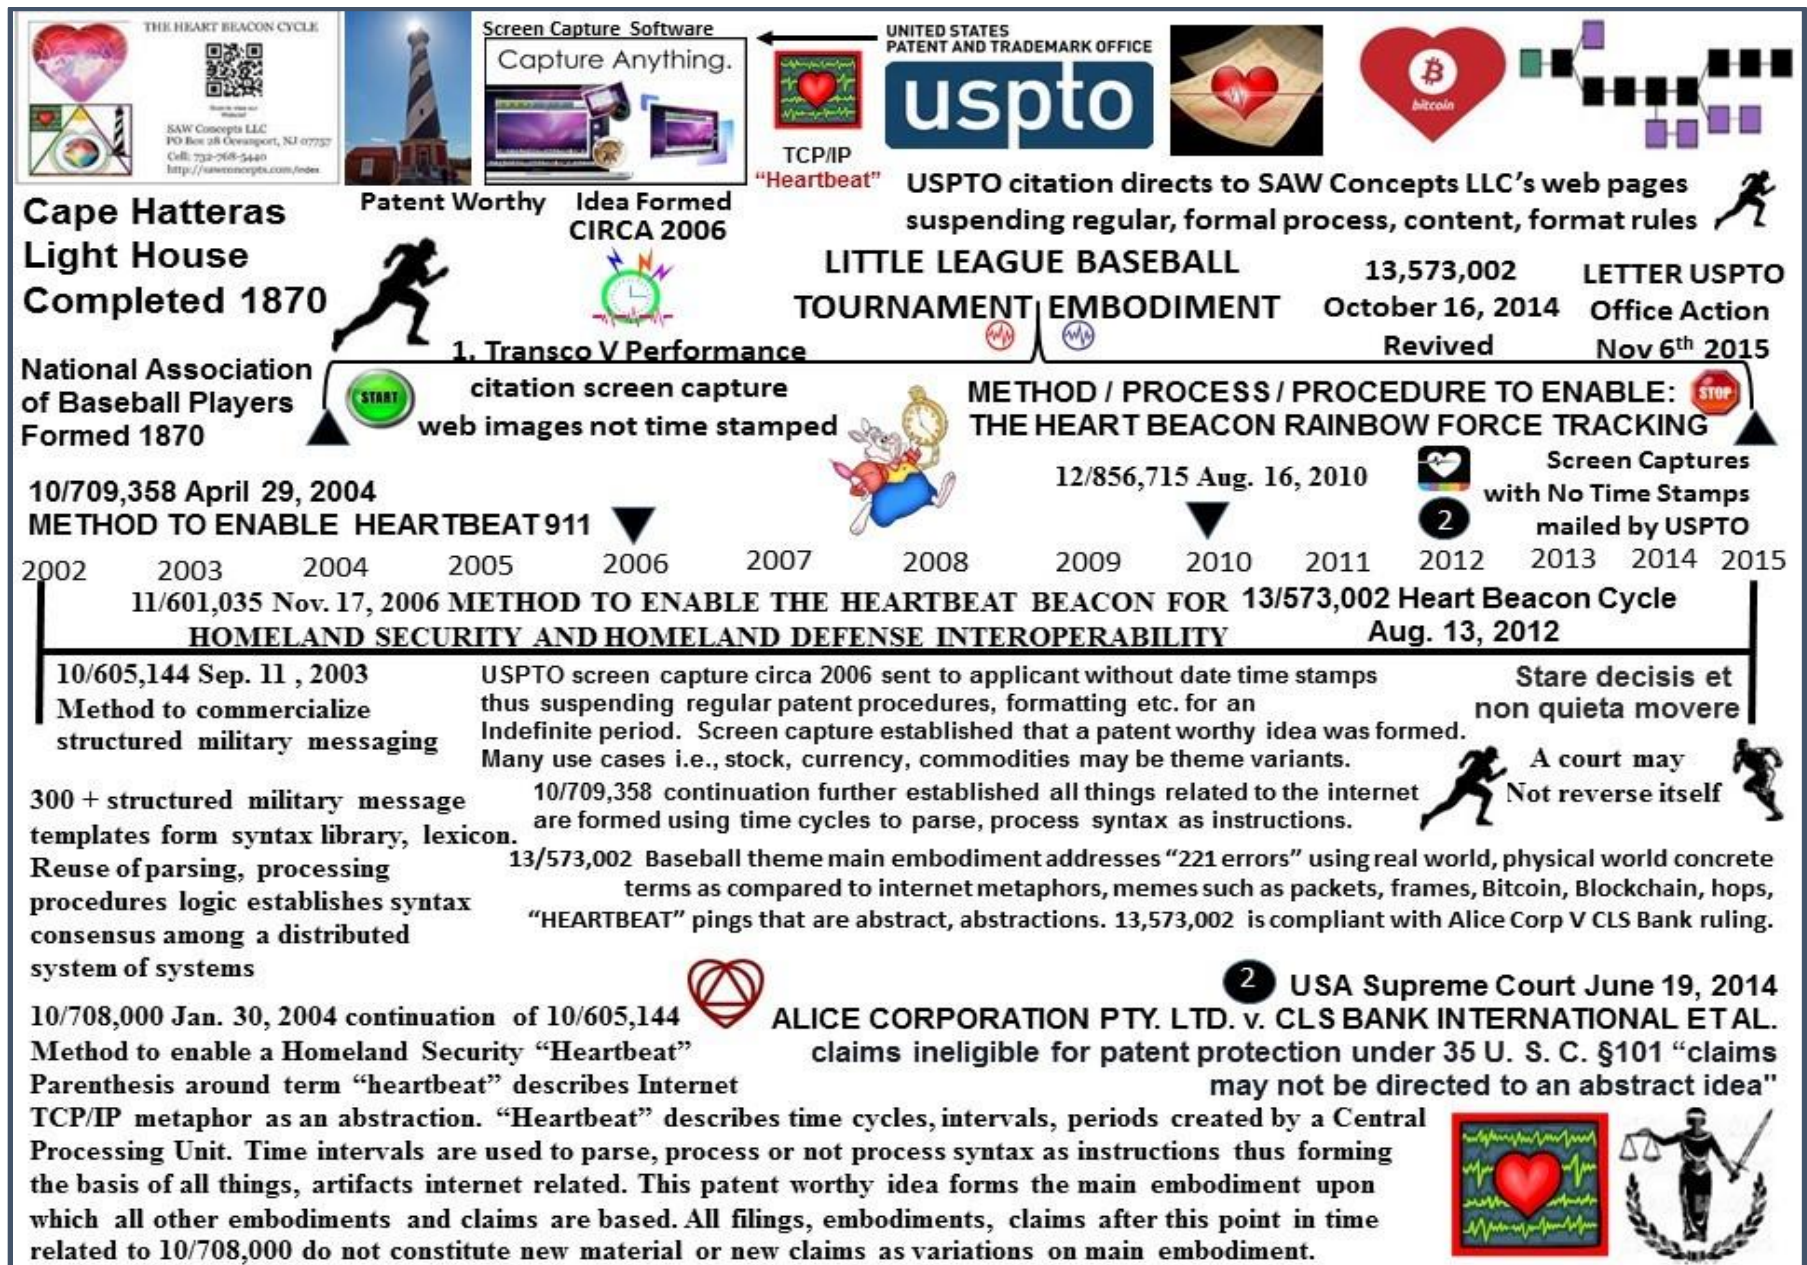 THE HEART BEACON CYCLE
SAW Concepts LLC
PO Box 28 Oceanport, NJ 07757
Cell: 732-768-5440
http://sawconcepts.com/index
Screen Capture Software
Capture Anything.
UNITED STATES
PATENT AND TRADEMARK OFFICE
uspto
bitcoin
TCP/IP
“Heartbeat”
Patent Worthy
Idea Formed
CIRCA 2006
USPTO citation directs to SAW Concepts LLC’s web pages
suspending regular, formal process, content, format rules
Cape Hatteras
Light House
Completed 1870
LITTLE LEAGUE BASEBALL
TOURNAMENT EMBODIMENT
13,573,002
October 16, 2014
Revived
LETTER USPTO
Office Action
Nov 6th 2015
National Association
of Baseball Players
Formed 1870
START
1. Transco V Performance
citation screen capture
web images not time stamped
METHOD / PROCESS / PROCEDURE TO ENABLE:
THE HEART BEACON RAINBOW FORCE TRACKING
STOP
10/709,358 April 29, 2004
METHOD TO ENABLE HEARTBEAT 911
12/856,715 Aug. 16, 2010
2
Screen Captures
with No Time Stamps
mailed by USPTO
2002 2003 2004 2005 2006 2007 2008 2009 2010 2011 2012 2013 2014 2015
11/601,035 Nov. 17, 2006 METHOD TO ENABLE THE HEARTBEAT BEACON FOR
HOMELAND SECURITY AND HOMELAND DEFENSE INTEROPERABILITY
13/573,002 Heart Beacon Cycle
Aug. 13, 2012
10/605,144 Sep. 11 , 2003
Method to commercialize
structured military messaging
USPTO screen capture circa 2006 sent to applicant without date time stamps
thus suspending regular patent procedures, formatting etc. for an
Indefinite period. Screen capture established that a patent worthy idea was formed.
Many use cases i.e., stock, currency, commodities may be theme variants.
Stare decisis et
non quieta movere
A court may
Not reverse itself
300 + structured military message
templates form syntax library, lexicon.
Reuse of parsing, processing
procedures logic establishes syntax
consensus among a distributed
system of systems
10/709,358 continuation further established all things related to the internet
are formed using time cycles to parse, process syntax as instructions.
13/573,002 Baseball theme main embodiment addresses “221 errors” using real world, physical world concrete
terms as compared to internet metaphors, memes such as packets, frames, Bitcoin, Blockchain, hops,
“HEARTBEAT” pings that are abstract, abstractions. 13,573,002 is compliant with Alice Corp V CLS Bank ruling.
2 USA Supreme Court June 19, 2014
ALICE CORPORATION PTY. LTD. v. CLS BANK INTERNATIONAL ET AL.
claims ineligible for patent protection under 35 U. S. C. §101 “claims
may not be directed to an abstract idea"
10/708,000 Jan. 30, 2004 continuation of 10/605,144
Method to enable a Homeland Security “Heartbeat”
Parenthesis around term “heartbeat” describes Internet
TCP/IP metaphor as an abstraction. “Heartbeat” describes time cycles, intervals, periods created by a Central
Processing Unit. Time intervals are used to parse, process or not process syntax as instructions thus forming
the basis of all things, artifacts internet related. This patent worthy idea forms the main embodiment upon
which all other embodiments and claims are based. All filings, embodiments, claims after this point in time
related to 10/708,000 do not constitute new material or new claims as variations on main embodiment.